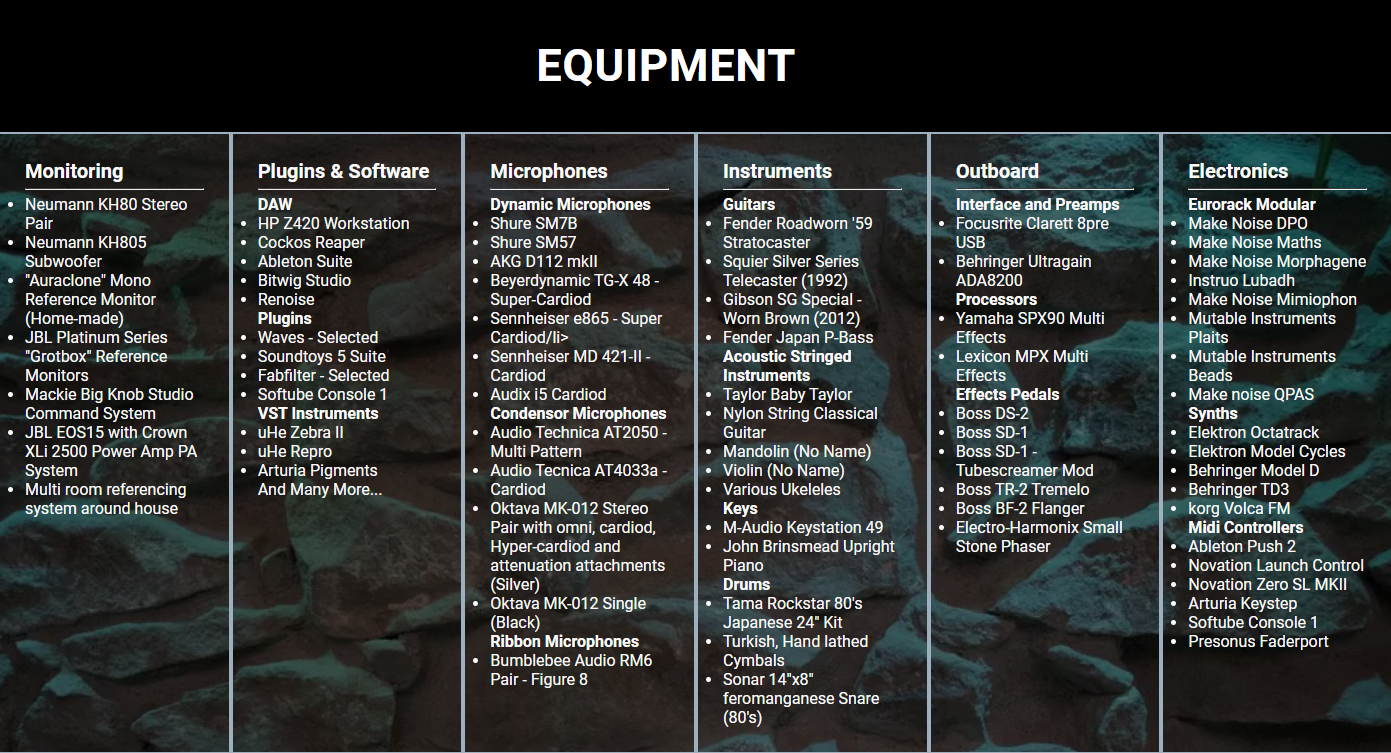 EQUIPMENT
Monitoring
Neumann KH80 Stereo
Pair
Neumann KH805
Subwoofer
"Auraclone" Mono
Reference Monitor
(Home-made)
JBL Platinum Series
"Grotbox" Reference
Monitors
Mackie Big Knob Studio
Command System
JBL EOS15 with Crown
XLi 2500 Power Amp PA
System
Multi room referencing
system around house
Plugins & Software
DAW
HP Z420 Workstation
Cockos Reaper
Ableton Suite
Bitwig Studio
Renoise
Plugins
Waves - Selected
Soundtoys 5 Suite
Fabfilter - Selected
Softube Console 1
VST Instruments
uHe Zebra II
uHe Repro
Arturia Pigments
And Many More...
Microphones
Dynamic Microphones
Shure SM7B
Shure SM57
AKG D112 mkII
Beyerdynamic TG-X 48 -
Super-Cardiod
Sennheiser e865 - Super
Cardiod/li>
Sennheiser MD 421-II -
Cardiod
Audix i5 Cardiod
Condensor Microphones
Audio Technica AT2050 -
Multi Pattern
Audio Tecnica AT4033a -
Cardiod
Oktava MK-012 Stereo
Pair with omni, cardiod,
Hyper-cardiod and
attenuation attachments
(Silver)
Oktava MK-012 Single
(Black)
Ribbon Microphones
Bumblebee Audio RM6
Pair - Figure 8
Instruments
Guitars
Fender Roadworn '59
Stratocaster
Squier Silver Series
Telecaster (1992)
Gibson SG Special -
Worn Brown (2012)
Fender Japan P-Bass
Acoustic Stringed
Instruments
Taylor Baby Taylor
Nylon String Classical
Guitar
Mandolin (No Name)
Violin (No Name)
Various Ukeleles
Keys
M-Audio Keystation 49
John Brinsmead Upright
Piano
Drums
Tama Rockstar 80's
Japanese 24" Kit
Turkish, Hand lathed
Cymbals
Sonar 14"x8"
feromanganese Snare
(80's)
Outboard
Interface and Preamps
Focusrite Clarett 8pre
USB
Behringer Ultragain
ADA8200
Processors
Yamaha SPX90 Multi
Effects
Lexicon MPX Multi
Effects
Effects Pedals
Boss DS-2
Boss SD-1
Boss SD-1 -
Tubescreamer Mod
Boss TR-2 Tremelo
Boss BF-2 Flanger
Electro-Harmonix Small
Stone Phaser
Electronics
Eurorack Modular
Make Noise DPO
Make Noise Maths
Make Noise Morphagene
Instruo Lubadh
Make Noise Mimiophon
Mutable Instruments
Plaits
Mutable Instruments
Beads
Make noise QPAS
Synths
Elektron Octatrack
Elektron Model Cycles
Behringer Model D
Behringer TD3
korg Volca FM
Midi Controllers
Ableton Push 2
Novation Launch Control
Novation Zero SL MKII
Arturia Keystep
Softube Console 1
Presonus Faderport